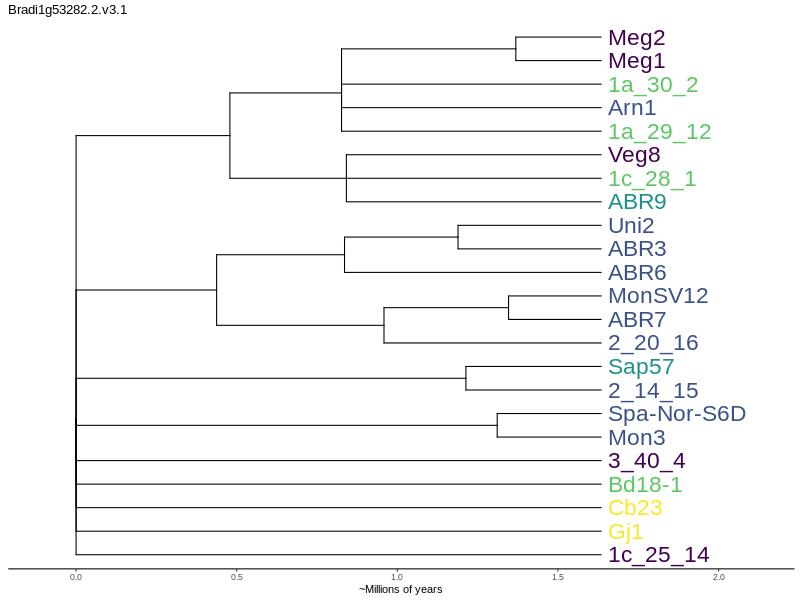 Bradi1g53282.2.v3.1
Meg2
Meg1
1a_30_2
Arn1
1a_29_12
Veg8
1c_28_1
ABR9
Uni2
ABR3
ABR6
MonSV12
ABR7
2_20_16
Sap57
2_14_15
Spa-Nor-S6D
Mon3
3_40_4
Bd18-1
Cb23
Gj1
1c_25_14
0.0 0.5 1.0 1.5 2.0
~Millions of years